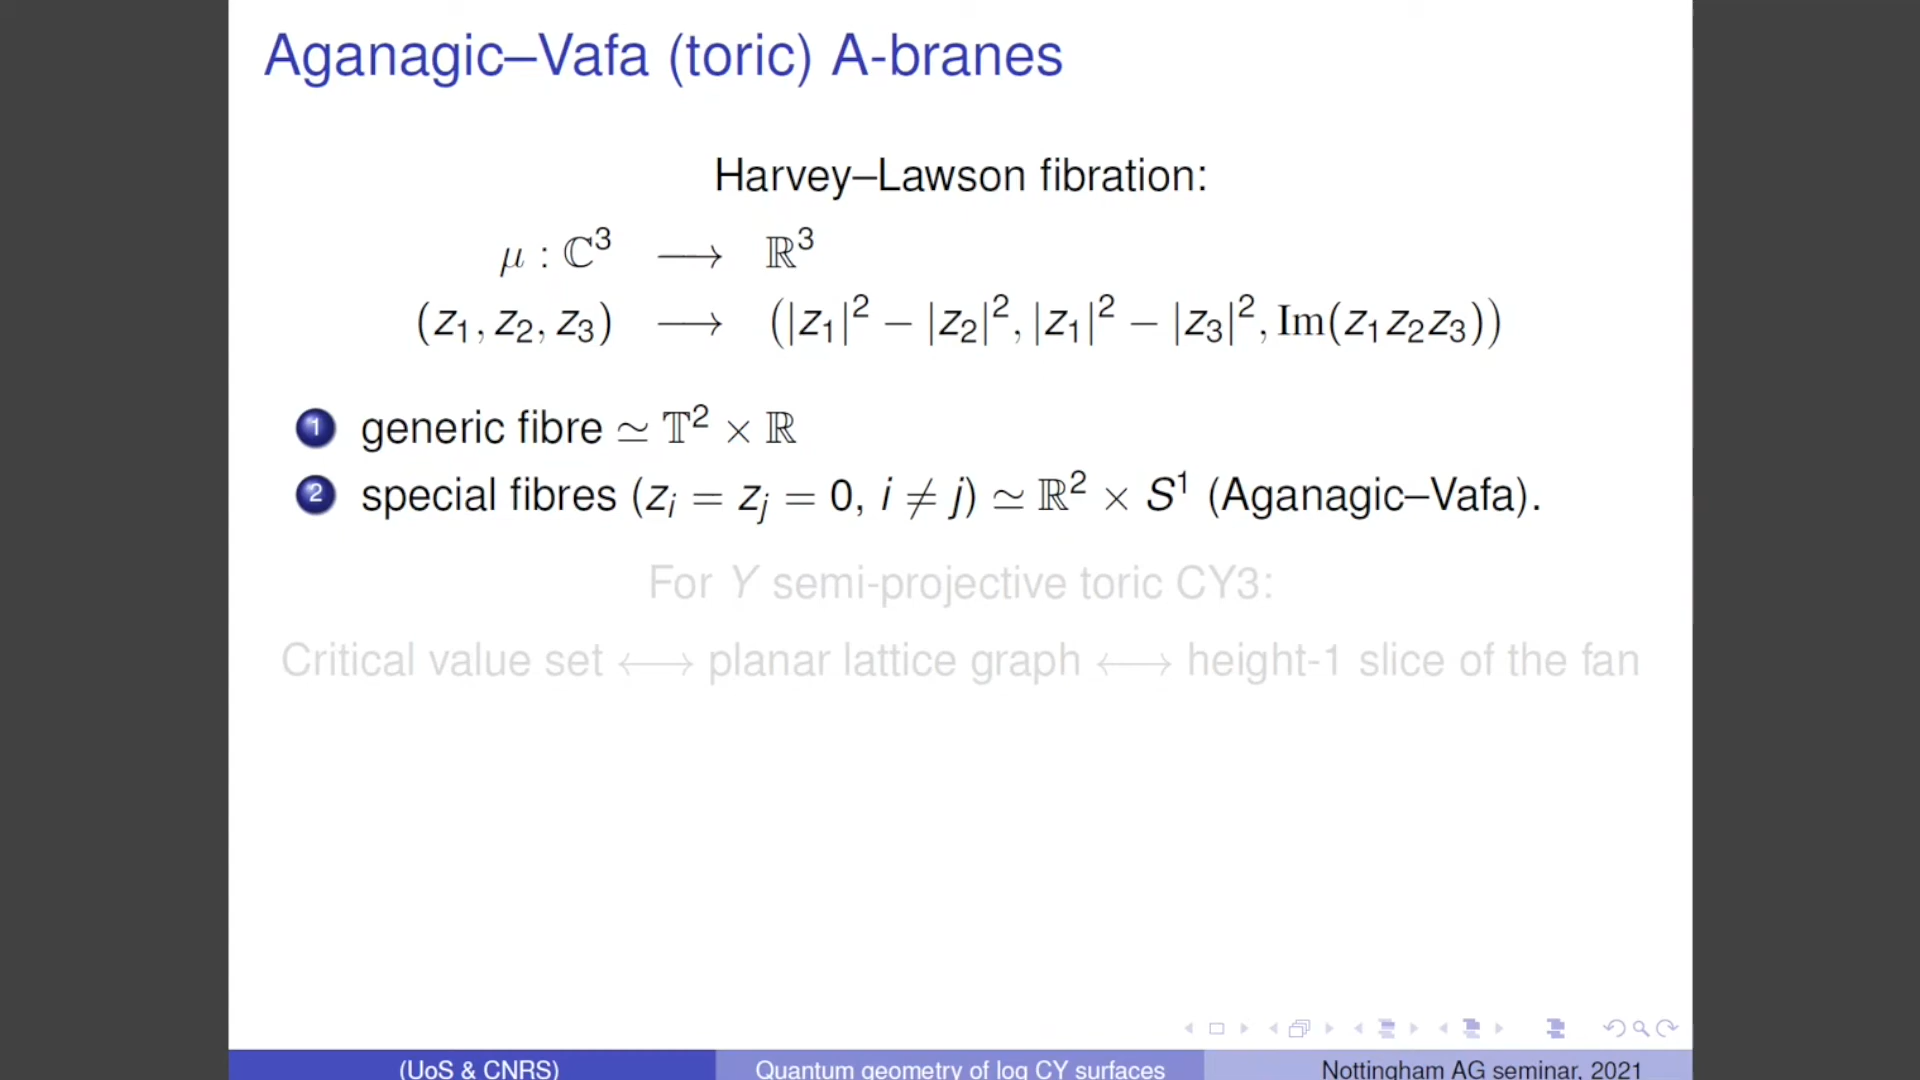 Aganagic–Vafa (toric) A-branes
Harvey–Lawson fibration:
μ : ℂ³ ⟶ ℝ³
(z₁, z₂, z₃) ⟶ (|z₁|² − |z₂|², |z₁|² − |z₃|², Im(z₁z₂z₃))
1 generic fibre ≃ 𝕋² × ℝ
2 special fibres (zᵢ = zⱼ = 0, i ≠ j) ≃ ℝ² × S¹ (Aganagic–Vafa).
For Y semi-projective toric CY3:
Critical value set ⟷ planar lattice graph ⟷ height-1 slice of the fan
(UoS & CNRS) Quantum geometry of log CY surfaces Nottingham AG seminar, 2021